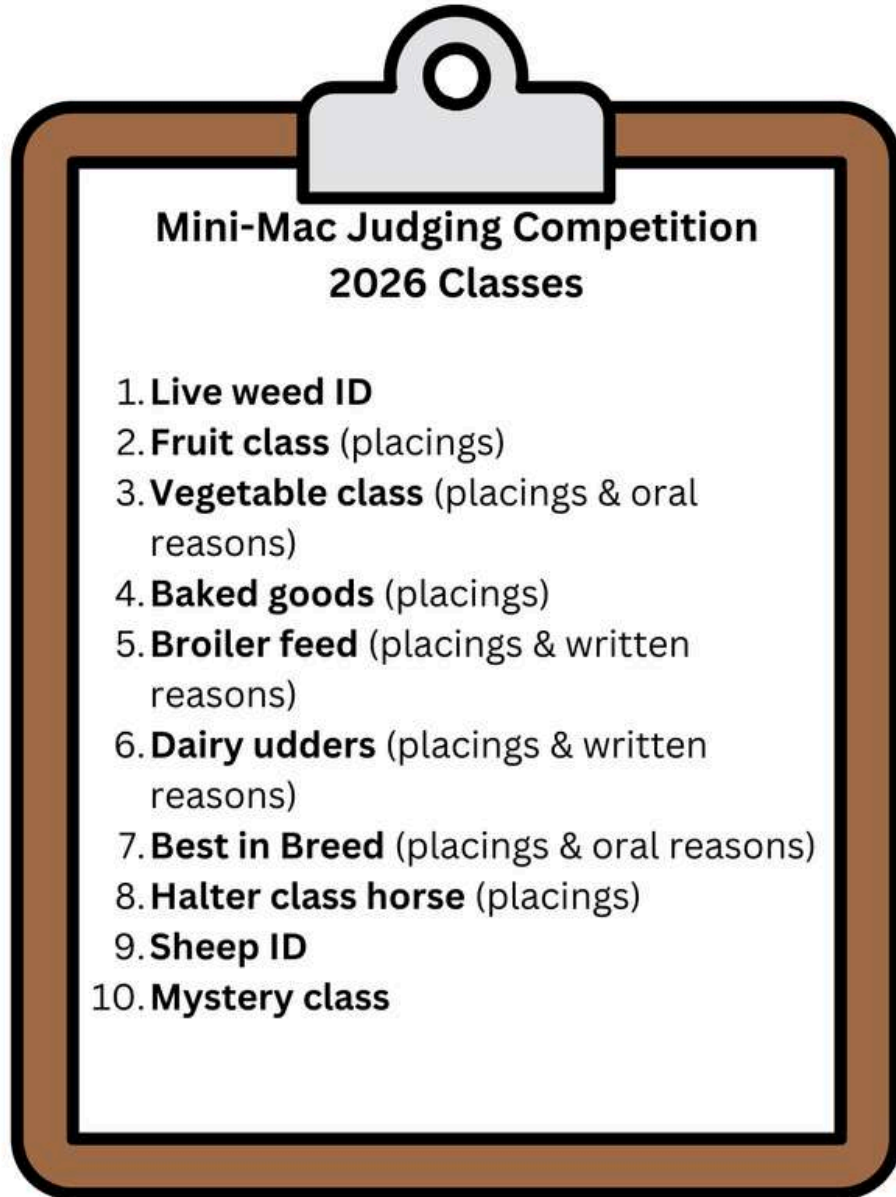 Mini-Mac Judging Competition
2026 Classes
1. Live weed ID
2. Fruit class (placings)
3. Vegetable class (placings & oral
reasons)
4. Baked goods (placings)
5. Broiler feed (placings & written
reasons)
6. Dairy udders (placings & written
reasons)
7. Best in Breed (placings & oral reasons)
8. Halter class horse (placings)
9. Sheep ID
10. Mystery class